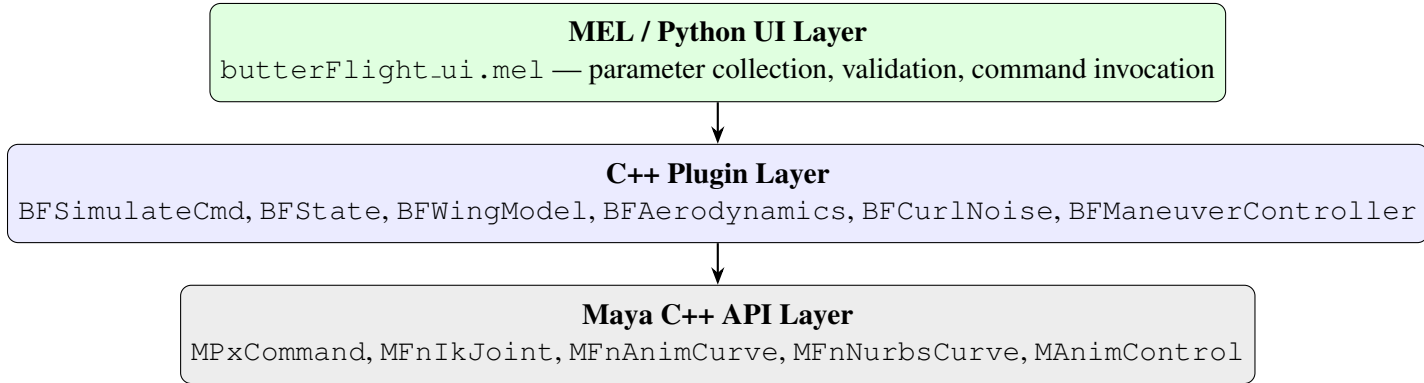 MEL / Python UI Layer
butterFlight_ui.mel — parameter collection, validation, command invocation
C++ Plugin Layer
BFSimulateCmd, BFState, BFWingModel, BFAerodynamics, BFCurlNoise, BFManeuverController
Maya C++ API Layer
MPxCommand, MFnIkJoint, MFnAnimCurve, MFnNurbsCurve, MAnimControl